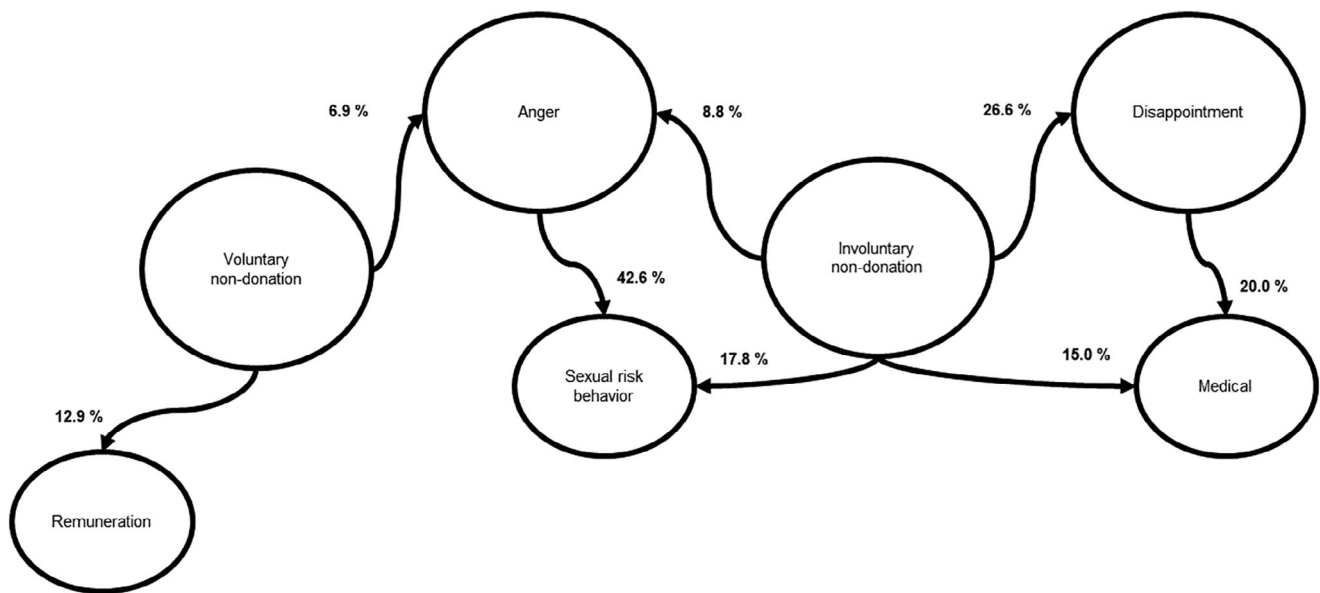 6.9 %
Anger
8.8 %
26.6 %
Disappointment
Voluntary
non-donation
Involuntary
non-donation
42.6 %
20.0 %
12.9 %
Sexual risk
behavior
17.8 %
15.0 %
Medical
Remuneration